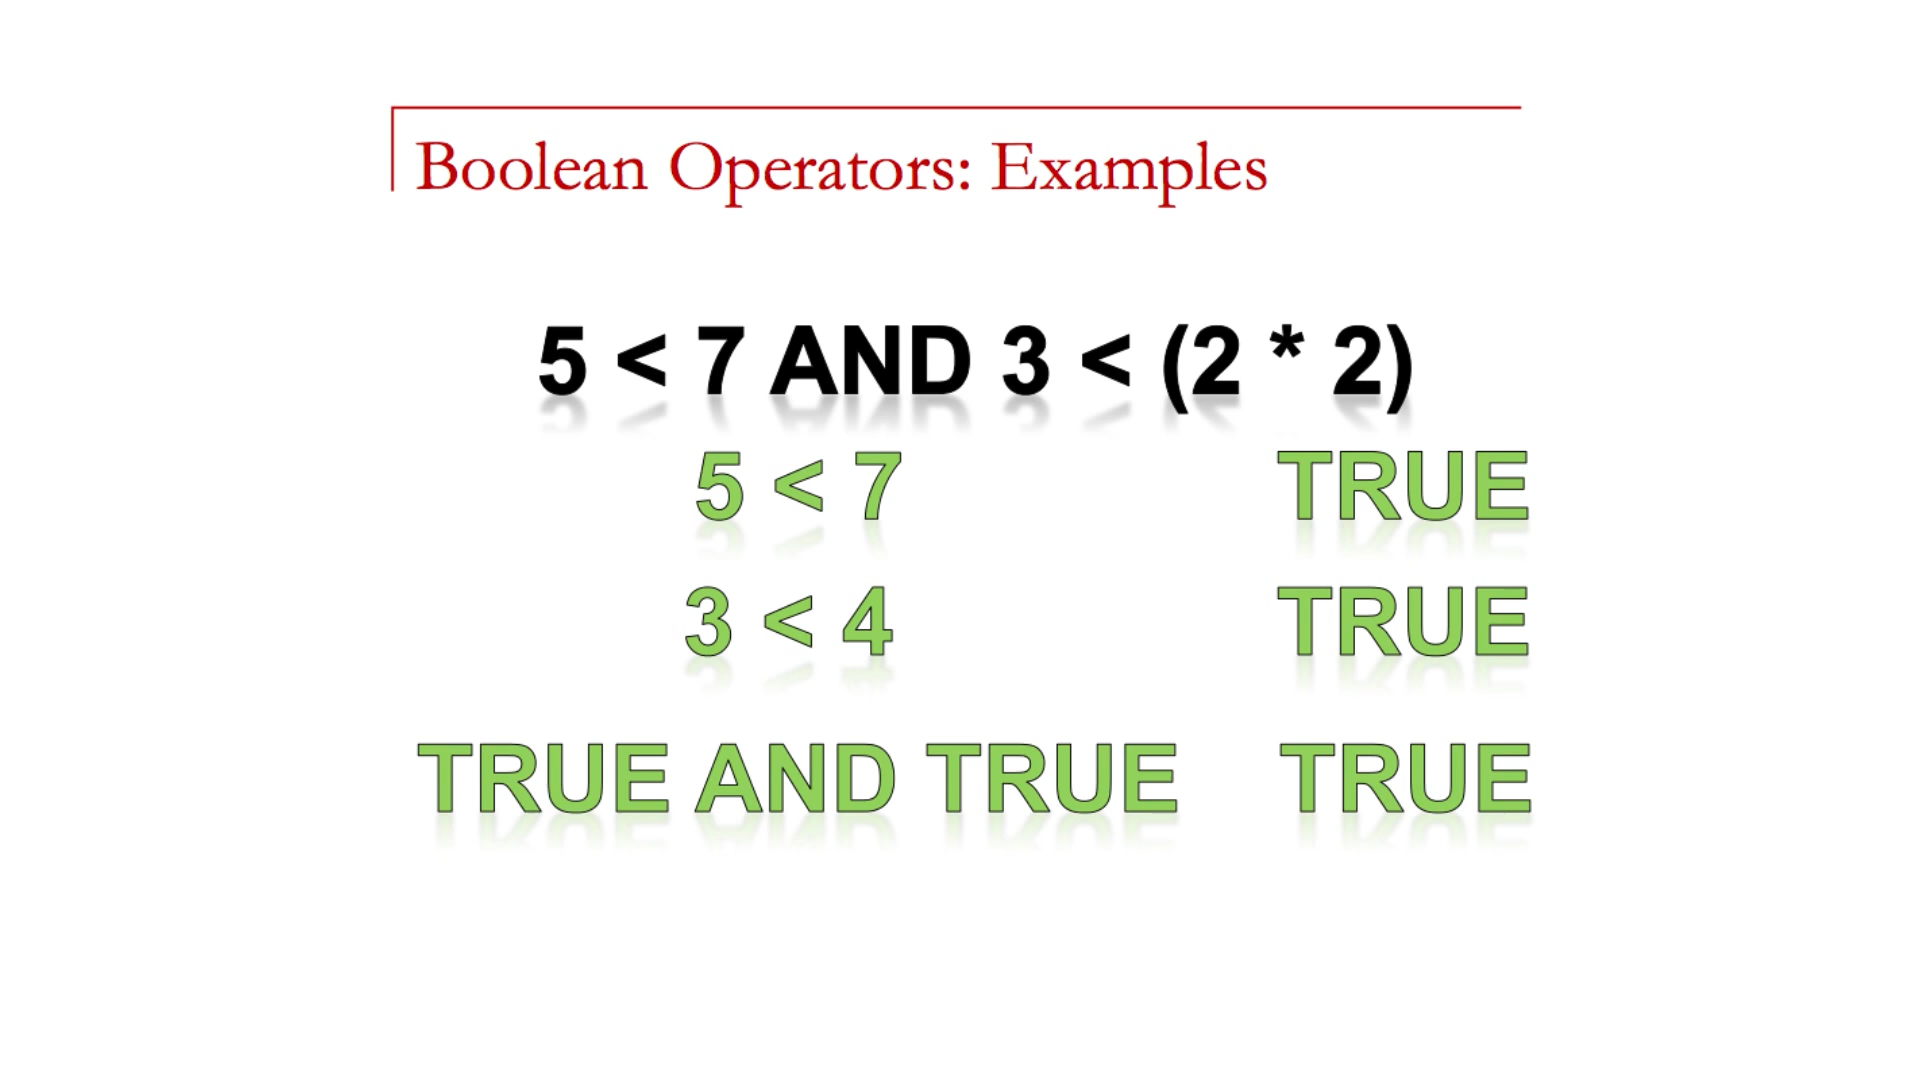 Boolean Operators: Examples
5 < 7 AND 3 < (2 * 2)
5 < 7 TRUE
3 < 4 TRUE
TRUE AND TRUE TRUE